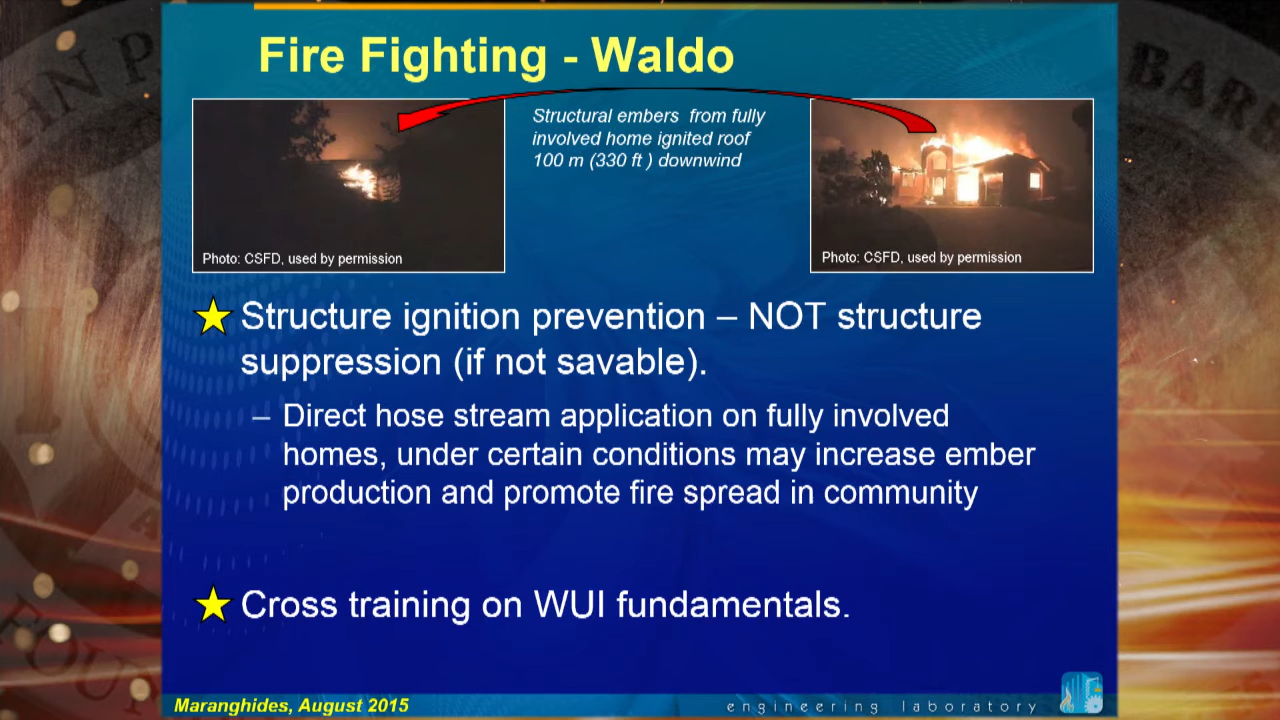 Fire Fighting - Waldo
Structural embers from fully
involved home ignited roof
100 m (330 ft ) downwind
Photo: CSFD, used by permission
Photo: CSFD, used by permission
Structure ignition prevention – NOT structure
suppression (if not savable).
– Direct hose stream application on fully involved
homes, under certain conditions may increase ember
production and promote fire spread in community
Cross training on WUI fundamentals.
Maranghides, August 2015
engineering laboratory